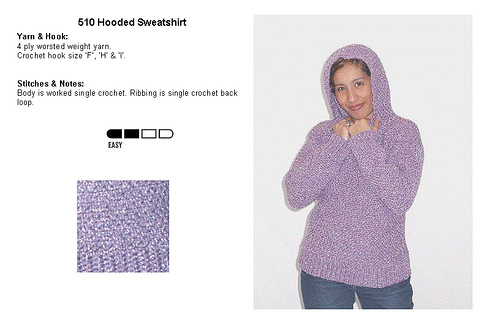 510 Hooded Sweatshirt
Yarn & Hook:
4 ply worsted weight yarn.
Crochet hook size 'F', 'H' & 'I'.
Stitches & Notes:
Body is worked single crochet. Ribbing is single crochet back
loop.
EASY